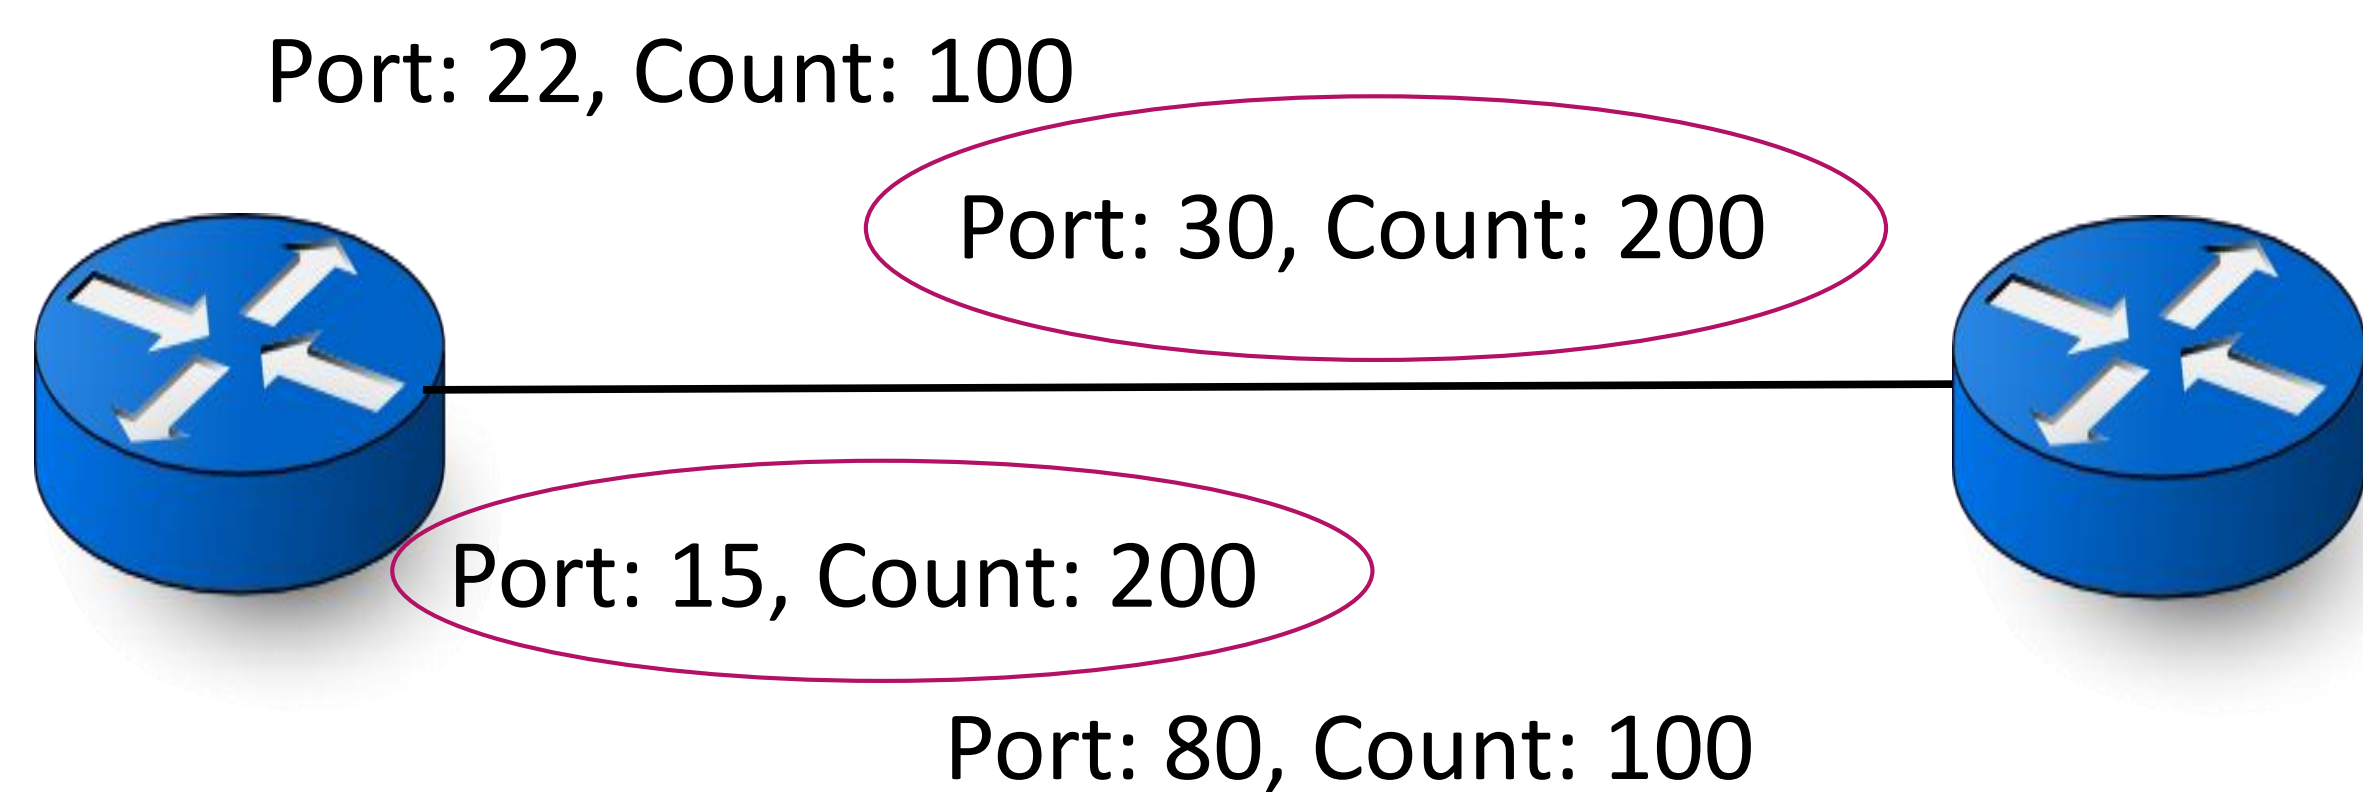 Port: 22, Count: 100
Port: 30, Count: 200
Port: 15, Count: 200
Port: 80, Count: 100